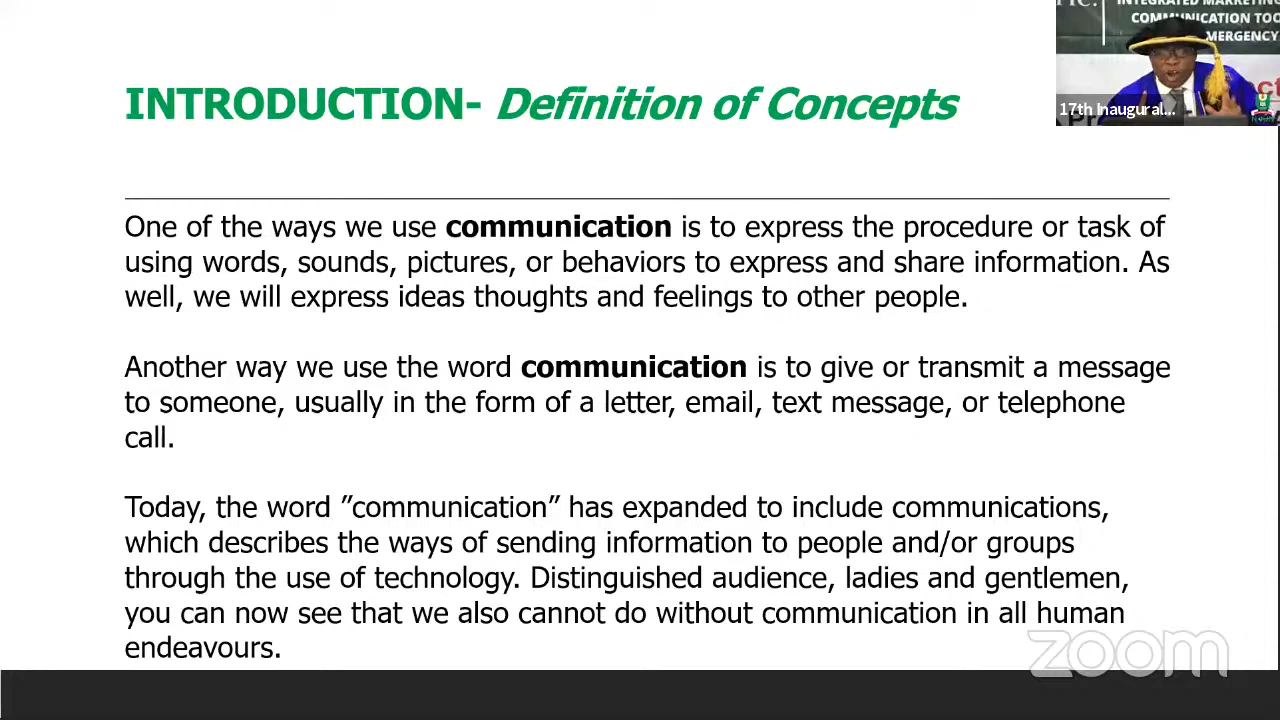 INTEGRATED MARKETING
COMMUNICATION TOO
MERGENCY
17th Inaugural...
INTRODUCTION- Definition of Concepts
One of the ways we use communication is to express the procedure or task of
using words, sounds, pictures, or behaviors to express and share information. As
well, we will express ideas thoughts and feelings to other people.
Another way we use the word communication is to give or transmit a message
to someone, usually in the form of a letter, email, text message, or telephone
call.
Today, the word ”communication” has expanded to include communications,
which describes the ways of sending information to people and/or groups
through the use of technology. Distinguished audience, ladies and gentlemen,
you can now see that we also cannot do without communication in all human
endeavours.
zoom